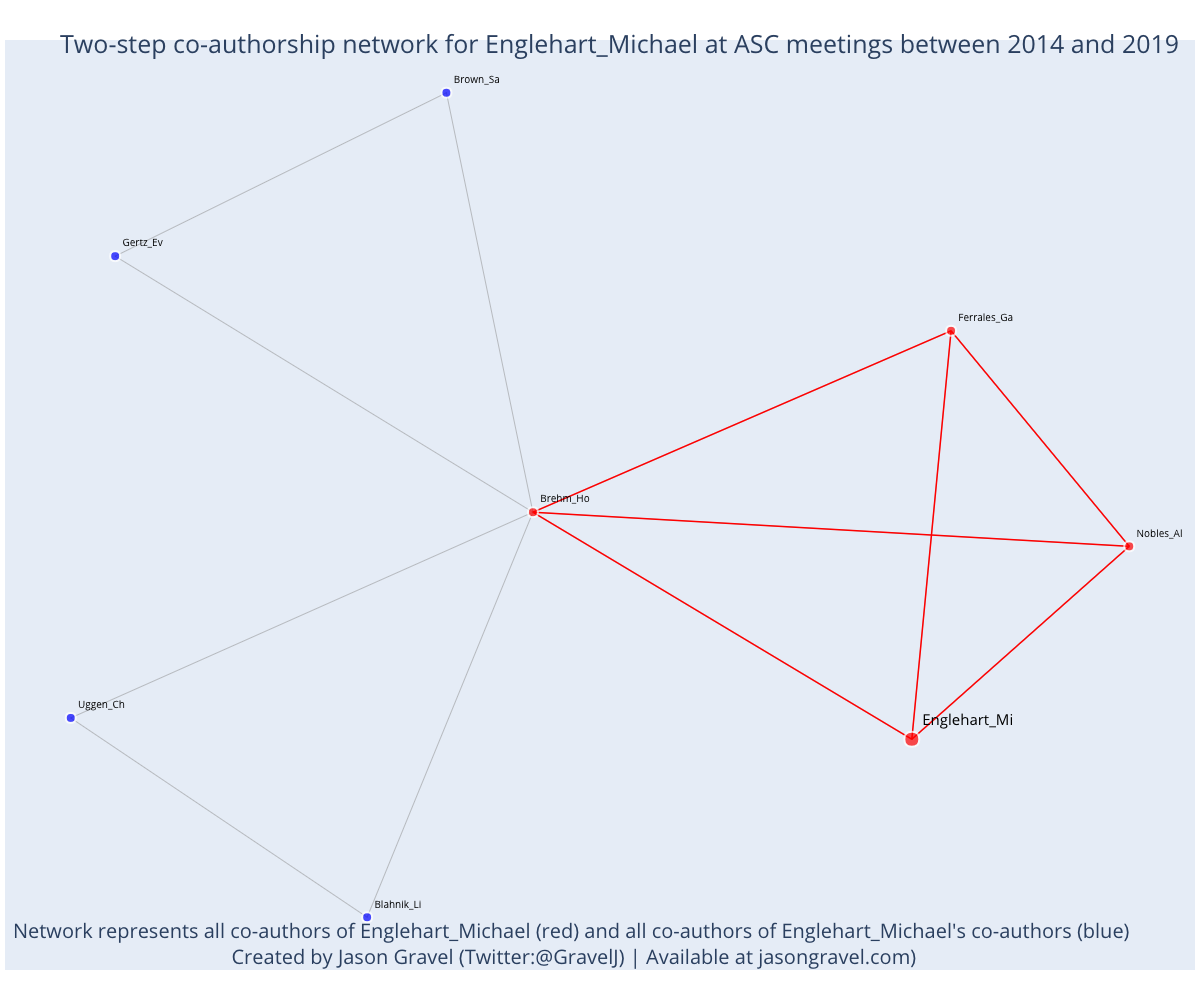 Two-step co-authorship network for Englehart_Michael at ASC meetings between 2014 and 2019
Brown_Sa
Gertz_Ev
Ferrales_Ga
Brehm_Ho
Nobles_Al
Uggen_Ch
Englehart_Mi
Blahnik_Li
Network represents all co-authors of Englehart_Michael (red) and all co-authors of Englehart_Michael's co-authors (blue)
Created by Jason Gravel (Twitter:@GravelJ) | Available at jasongravel.com)